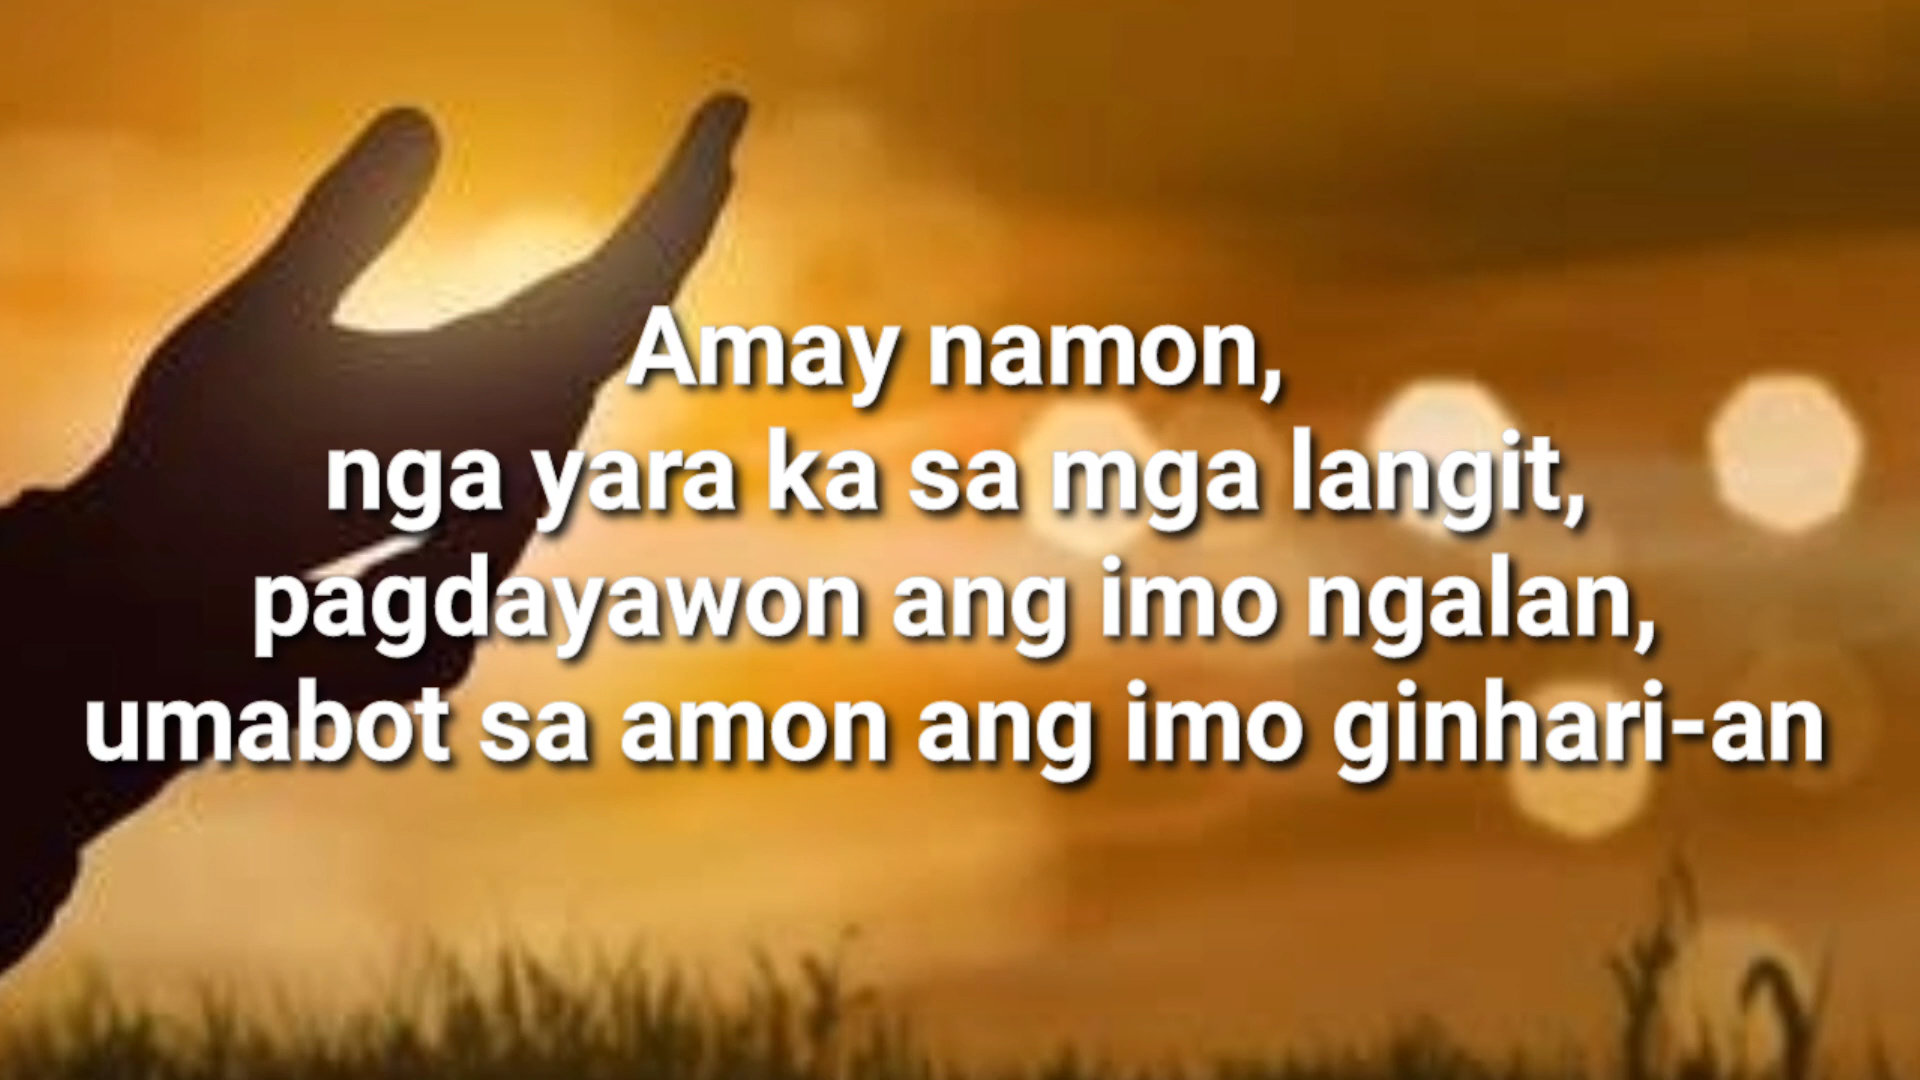 Amay namon,
nga yara ka sa mga langit,
pagdayawon ang imo ngalan,
umabot sa amon ang imo ginhari-an